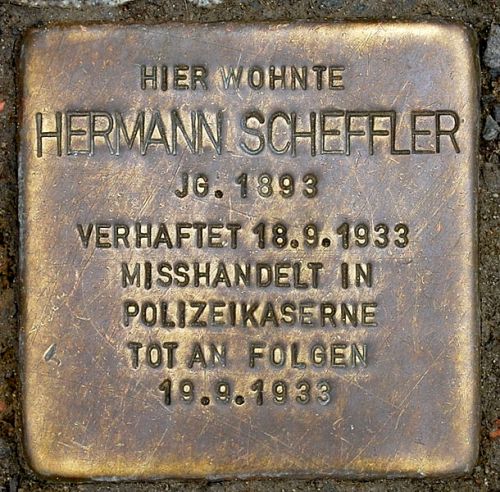 HIER WOHNTE
HERMANN SCHEFFLER
JG. 1893
VERHAFTET 18.9.1933
MISSHANDELT IN
POLIZEIKASERNE
TOT AN FOLGEN
19.9.1933